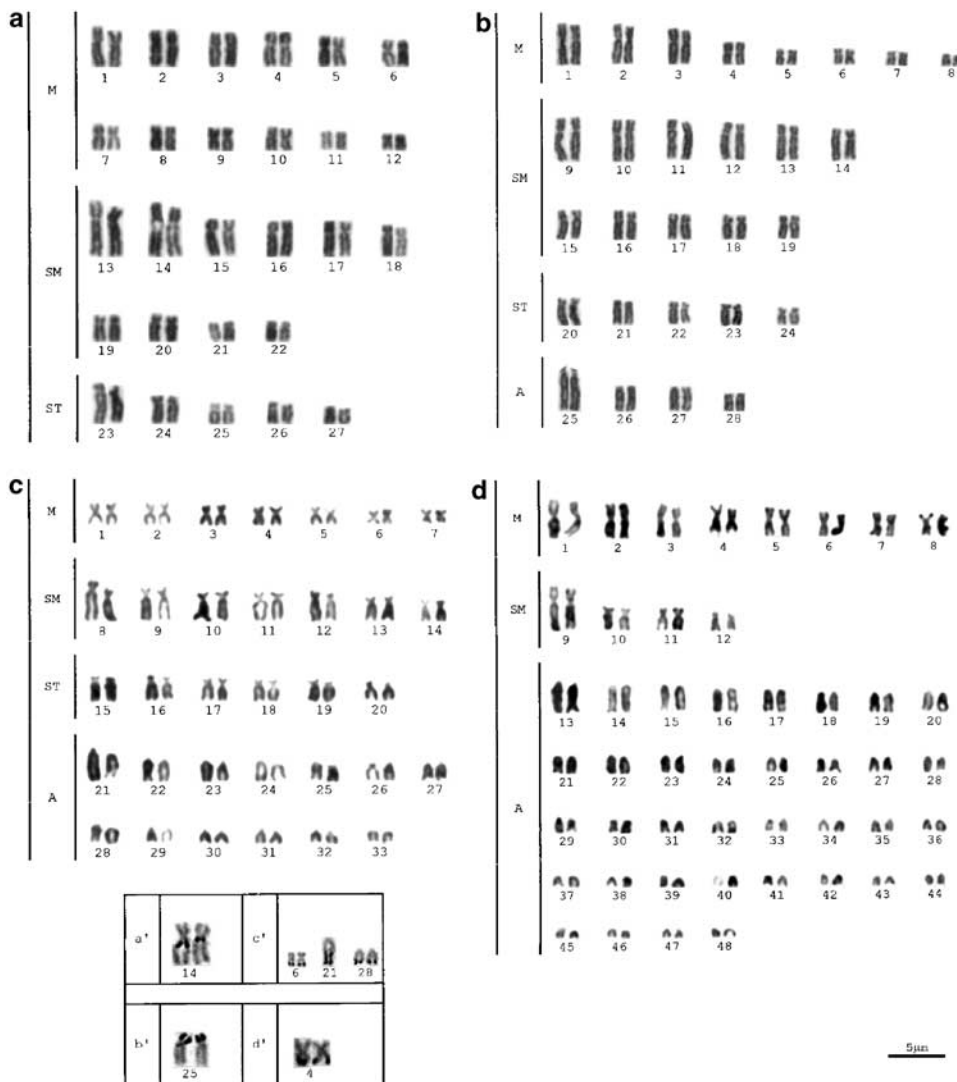 a
M
1 2 3 4 5 6
7 8 9 10 11 12
SM
13 14 15 16 17 18
19 20 21 22
ST
23 24 25 26 27
b
M
1 2 3 4 5 6 7 8
SM
9 10 11 12 13 14
15 16 17 18 19
ST
20 21 22 23 24
A
25 26 27 28
c
M
1 2 3 4 5 6 7
SM
8 9 10 11 12 13 14
ST
15 16 17 18 19 20
A
21 22 23 24 25 26 27
28 29 30 31 32 33
d
M
1 2 3 4 5 6 7 8
SM
9 10 11 12
A
13 14 15 16 17 18 19 20
21 22 23 24 25 26 27 28
29 30 31 32 33 34 35 36
37 38 39 40 41 42 43 44
45 46 47 48
a'
14
c'
6 21 28
b'
25
d'
4
5µm